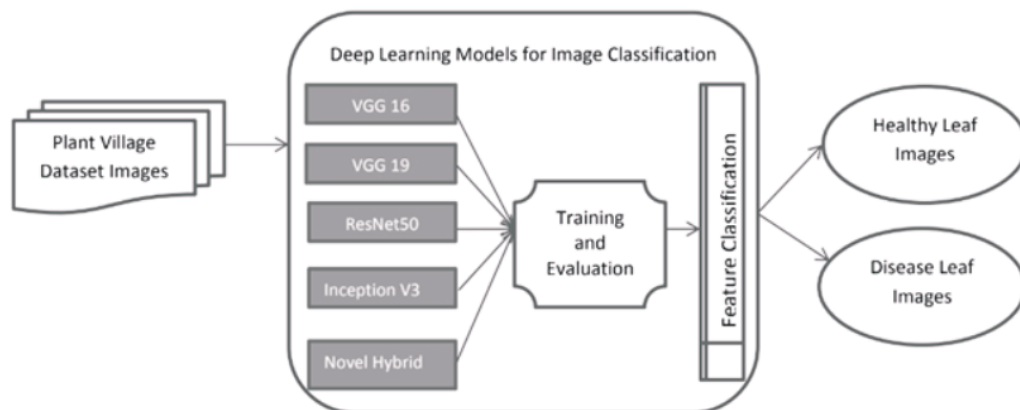 Deep Learning Models for Image Classification
Plant Village
Dataset Images
VGG 16
VGG 19
ResNet50
Inception V3
Novel Hybrid
Training
and
Evaluation
Feature Classification
Healthy Leaf
Images
Disease Leaf
Images